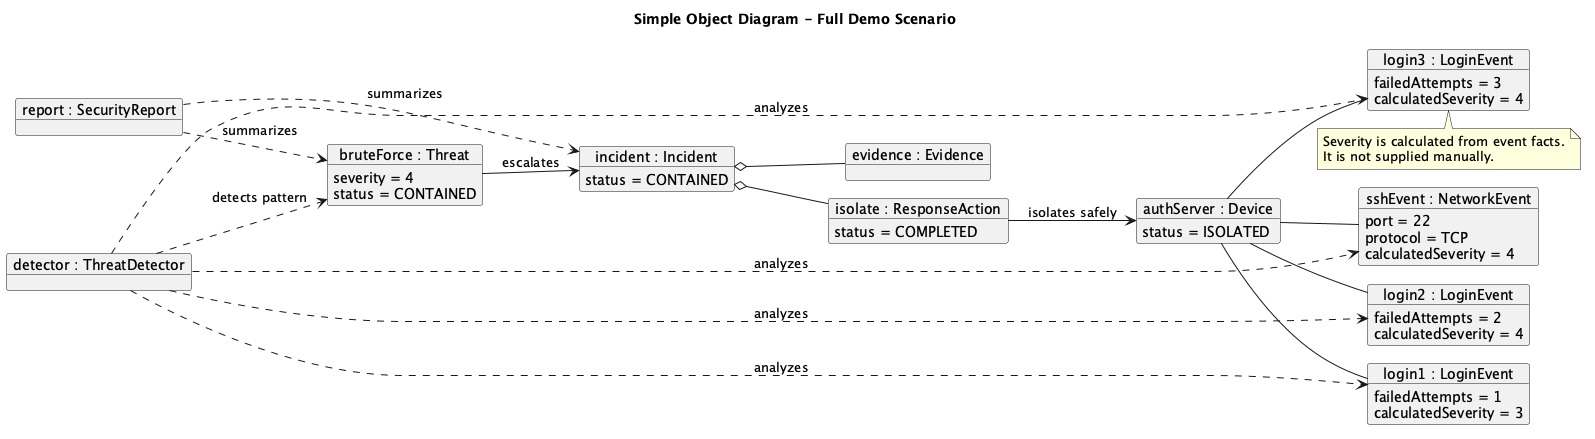 Simple Object Diagram - Full Demo Scenario
report : SecurityReport
summarizes
summarizes
detector : ThreatDetector
detects pattern
bruteForce : Threat
severity = 4
status = CONTAINED
escalates
incident : Incident
status = CONTAINED
evidence : Evidence
isolate : ResponseAction
status = COMPLETED
isolates safely
authServer : Device
status = ISOLATED
analyzes
analyzes
analyzes
analyzes
login3 : LoginEvent
failedAttempts = 3
calculatedSeverity = 4
Severity is calculated from event facts.
It is not supplied manually.
sshEvent : NetworkEvent
port = 22
protocol = TCP
calculatedSeverity = 4
login2 : LoginEvent
failedAttempts = 2
calculatedSeverity = 4
login1 : LoginEvent
failedAttempts = 1
calculatedSeverity = 3